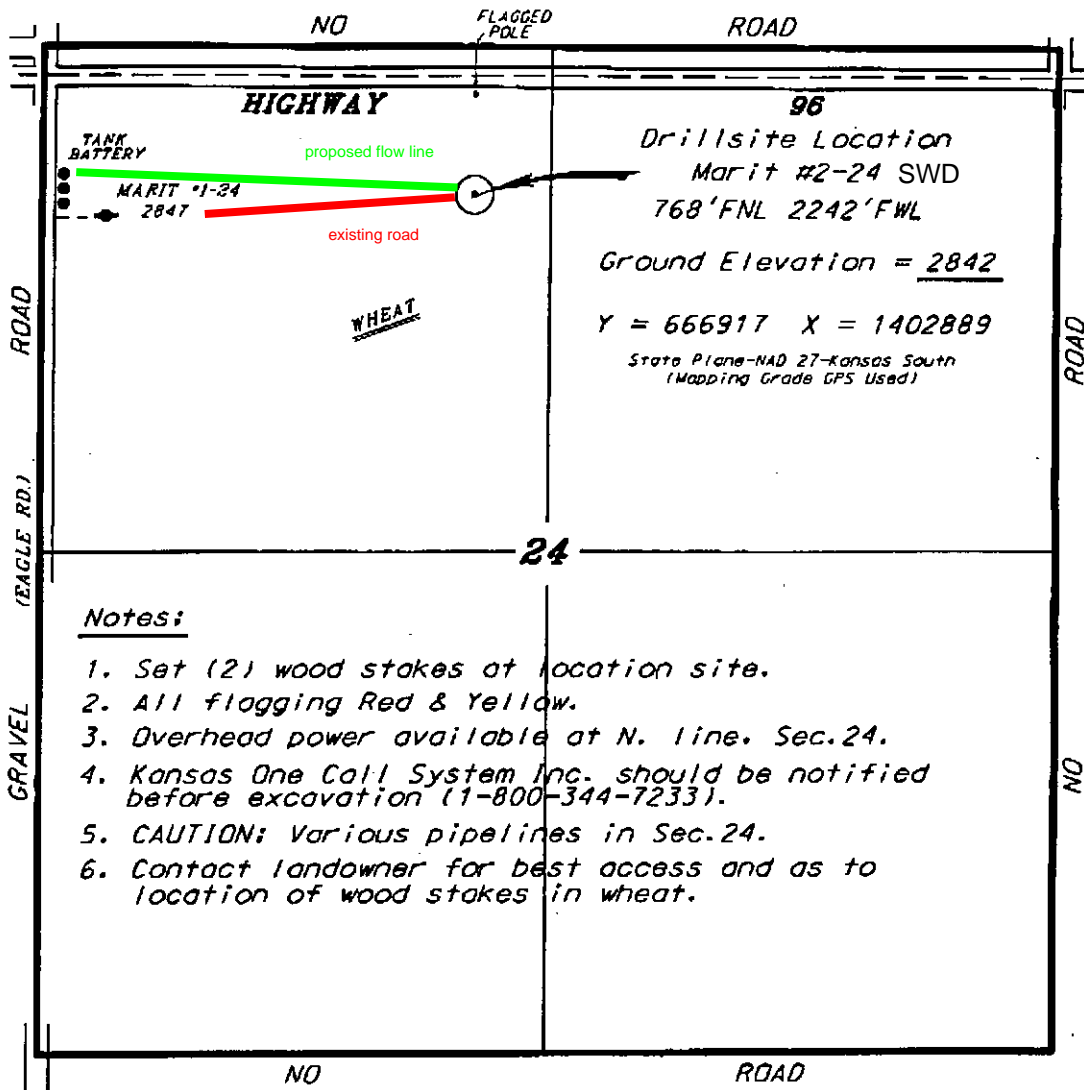 NO
FLAGGED
POLE
ROAD
HIGHWAY
96
TANK
BATTERY
proposed flow line
MARIT #1-24
2847
existing road
Drillsite Location
Marit #2-24 SWD
768'FNL 2242'FWL
Ground Elevation = 2842
Y = 666917 X = 1402889
State Plane-NAD 27-Kansas South
(Mapping Grade GPS Used)
WHEAT
ROAD
(EAGLE RD.)
GRAVEL
ROAD
NO
24
Notes:
1. Set (2) wood stakes at location site.
2. All flagging Red & Yellow.
3. Overhead power available at N. line. Sec.24.
4. Kansas One Call System Inc. should be notified
before excavation (1-800-344-7233).
5. CAUTION: Various pipelines in Sec.24.
6. Contact landowner for best access and as to
location of wood stakes in wheat.
NO
ROAD